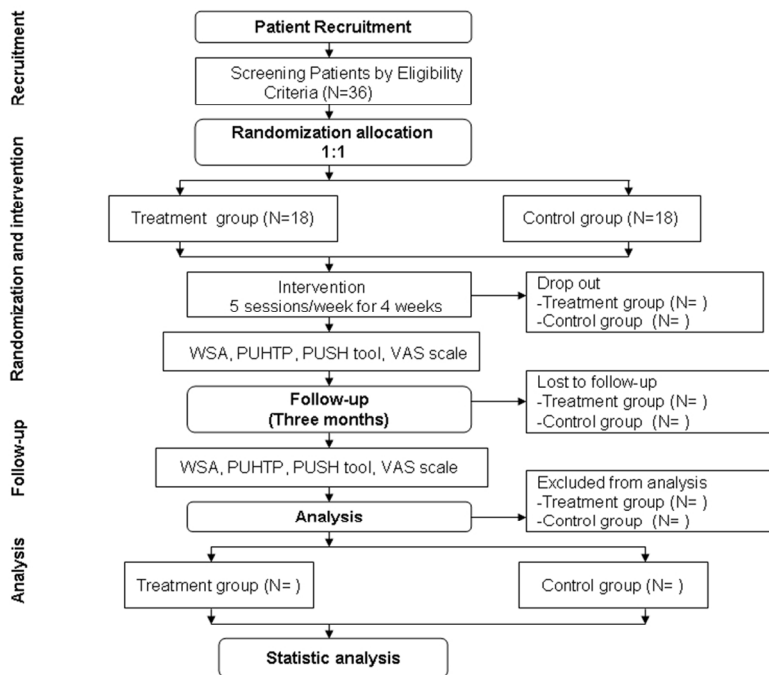 Recruitment
Patient Recruitment
Screening Patients by Eligibility
Criteria (N=36)
Randomization and intervention
Randomization allocation
1:1
Treatment group (N=18)
Control group (N=18)
Intervention
5 sessions/week for 4 weeks
Drop out
-Treatment group (N= )
-Control group (N= )
WSA, PUHTP, PUSH tool, VAS scale
Follow-up
Follow-up
(Three months)
Lost to follow-up
-Treatment group (N= )
-Control group (N= )
WSA, PUHTP, PUSH tool, VAS scale
Excluded from analysis
-Treatment group (N= )
-Control group (N= )
Analysis
Analysis
Treatment group (N= )
Control group (N= )
Statistic analysis